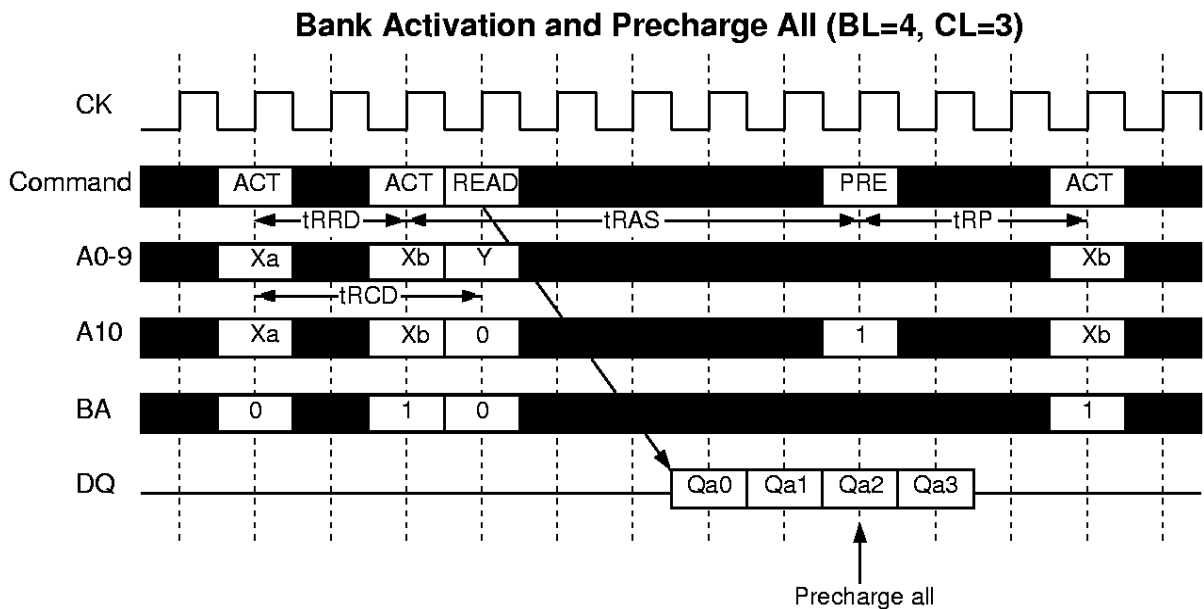 Bank Activation and Precharge All (BL=4, CL=3)
CK
Command ACT ACT READ PRE ACT
tRRD tRAS tRP
A0-9 Xa Xb Y Xb
tRCD
A10 Xa Xb 0 1 Xb
BA 0 1 0 1
DQ Qa0 Qa1 Qa2 Qa3
Precharge all